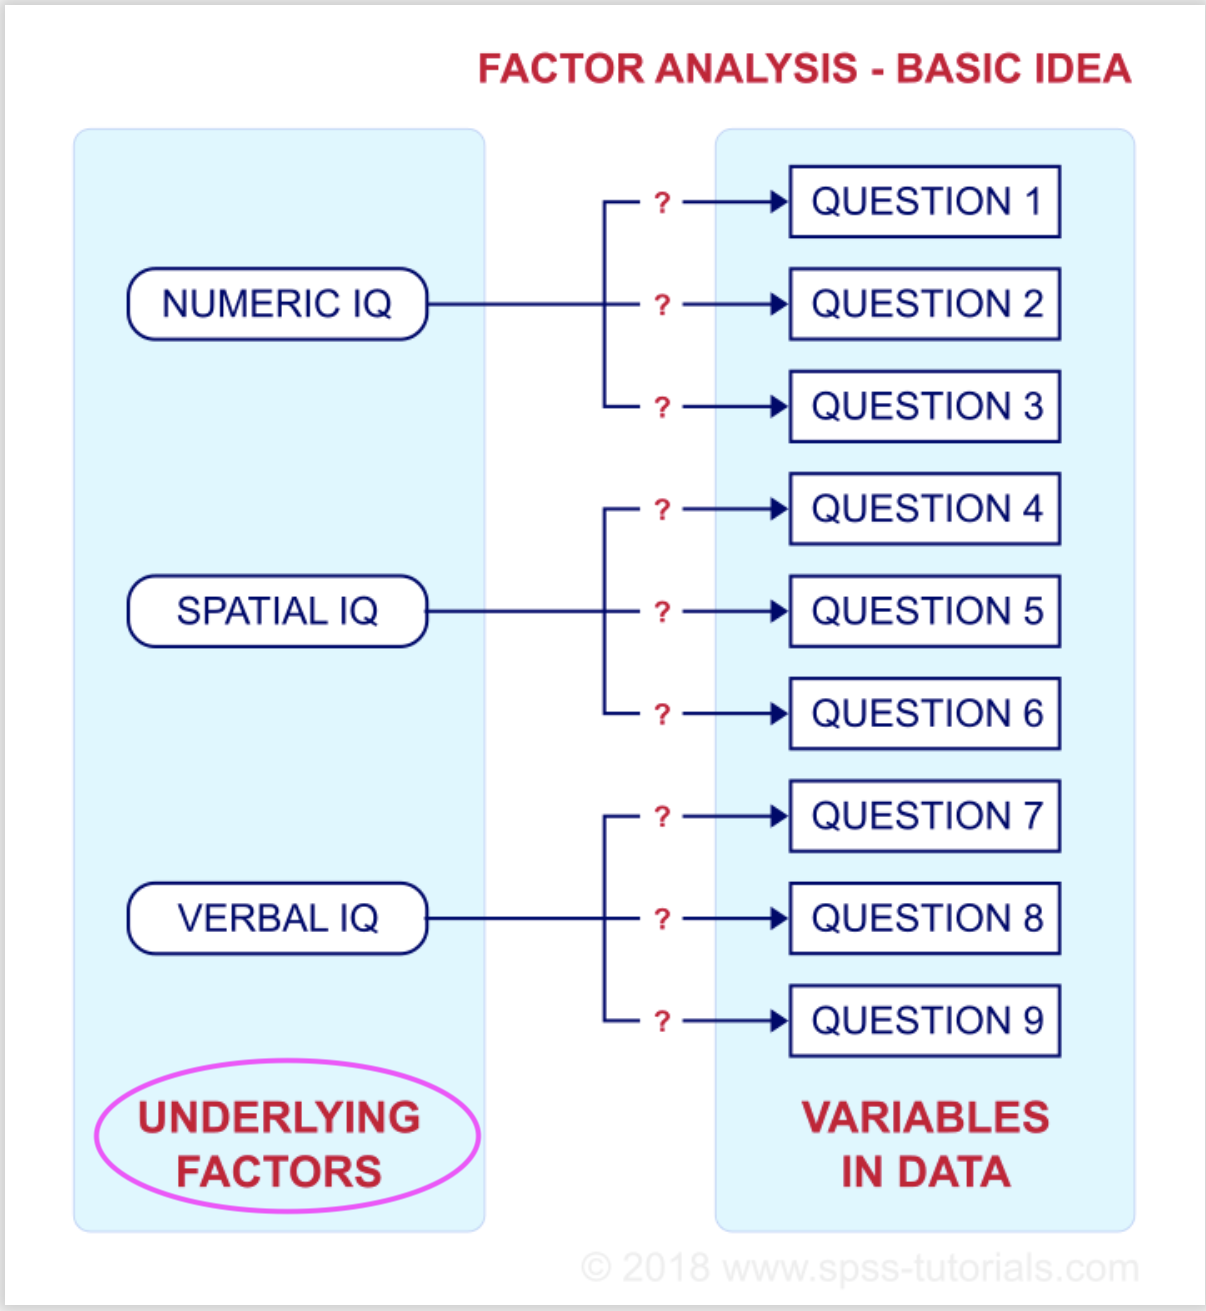 FACTOR ANALYSIS - BASIC IDEA
NUMERIC IQ
? QUESTION 1
? QUESTION 2
? QUESTION 3
SPATIAL IQ
? QUESTION 4
? QUESTION 5
? QUESTION 6
VERBAL IQ
? QUESTION 7
? QUESTION 8
? QUESTION 9
UNDERLYING
FACTORS
VARIABLES
IN DATA
© 2018 www.spss-tutorials.com